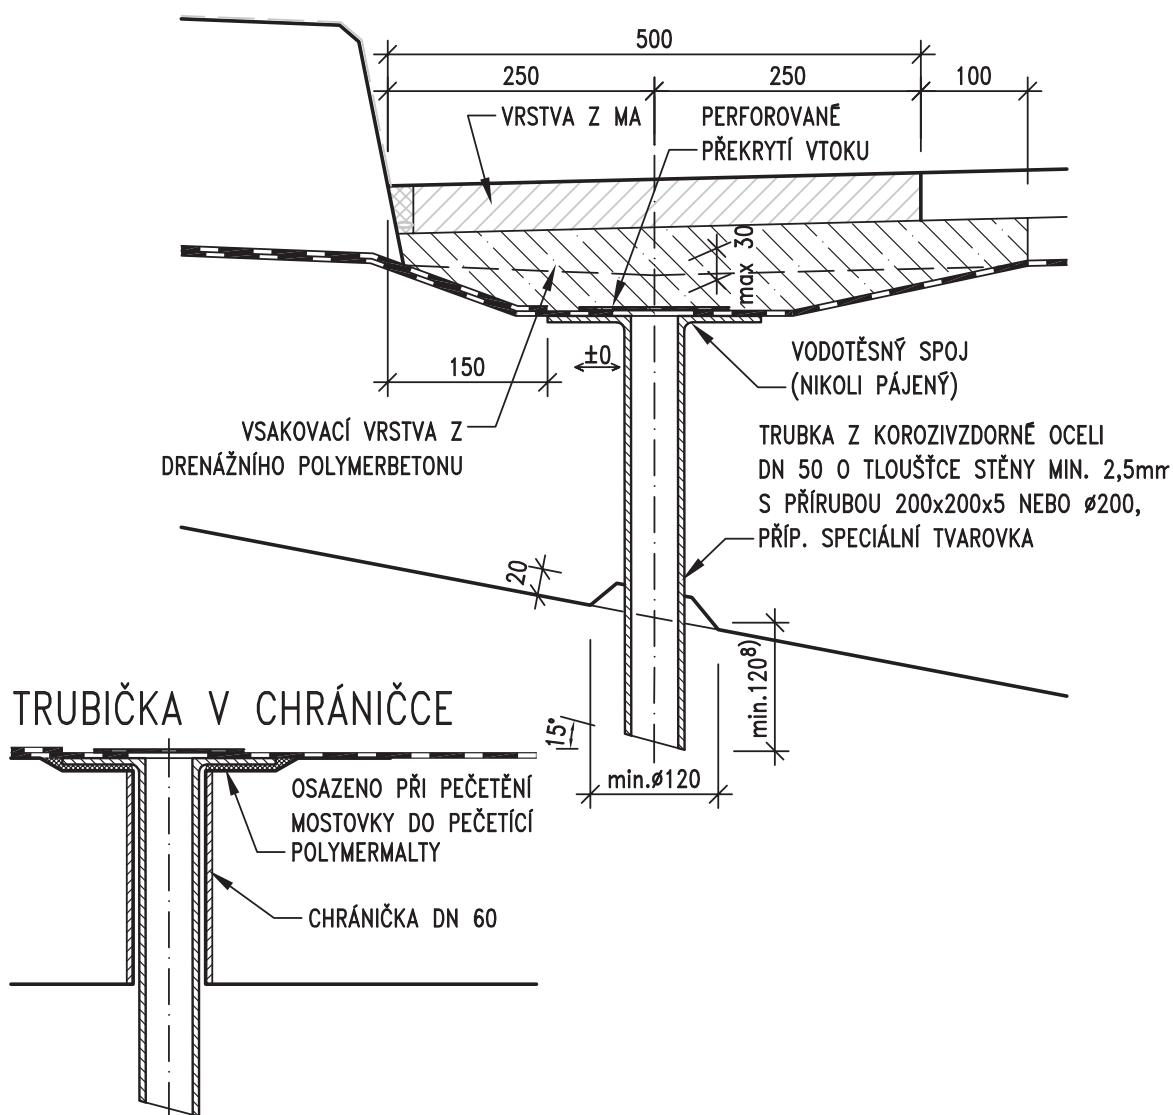 500
250
250
100
VRSTVA Z MA
PERFOROVANÉ
PŘEKRYTÍ VTOKU
max 30
±0
150
VODOTĚSNÝ SPOJ
(NIKOLI PÁJENÝ)
VSAKOVACÍ VRSTVA Z
DRENÁŽNÍHO POLYMERBETONU
TRUBKA Z KOROZIVZDORNÉ OCELI
DN 50 O TLOUŠŤCE STĚNY MIN. 2,5mm
S PŘÍRUBOU 200x200x5 NEBO ø200,
PŘÍP. SPECIÁLNÍ TVAROVKA
20
min.120⁸⁾
15°
min.ø120
TRUBIČKA V CHRÁNIČCE
OSAZENO PŘI PEČETĚNÍ
MOSTOVKY DO PEČETÍCÍ
POLYMERMALTY
CHRÁNIČKA DN 60